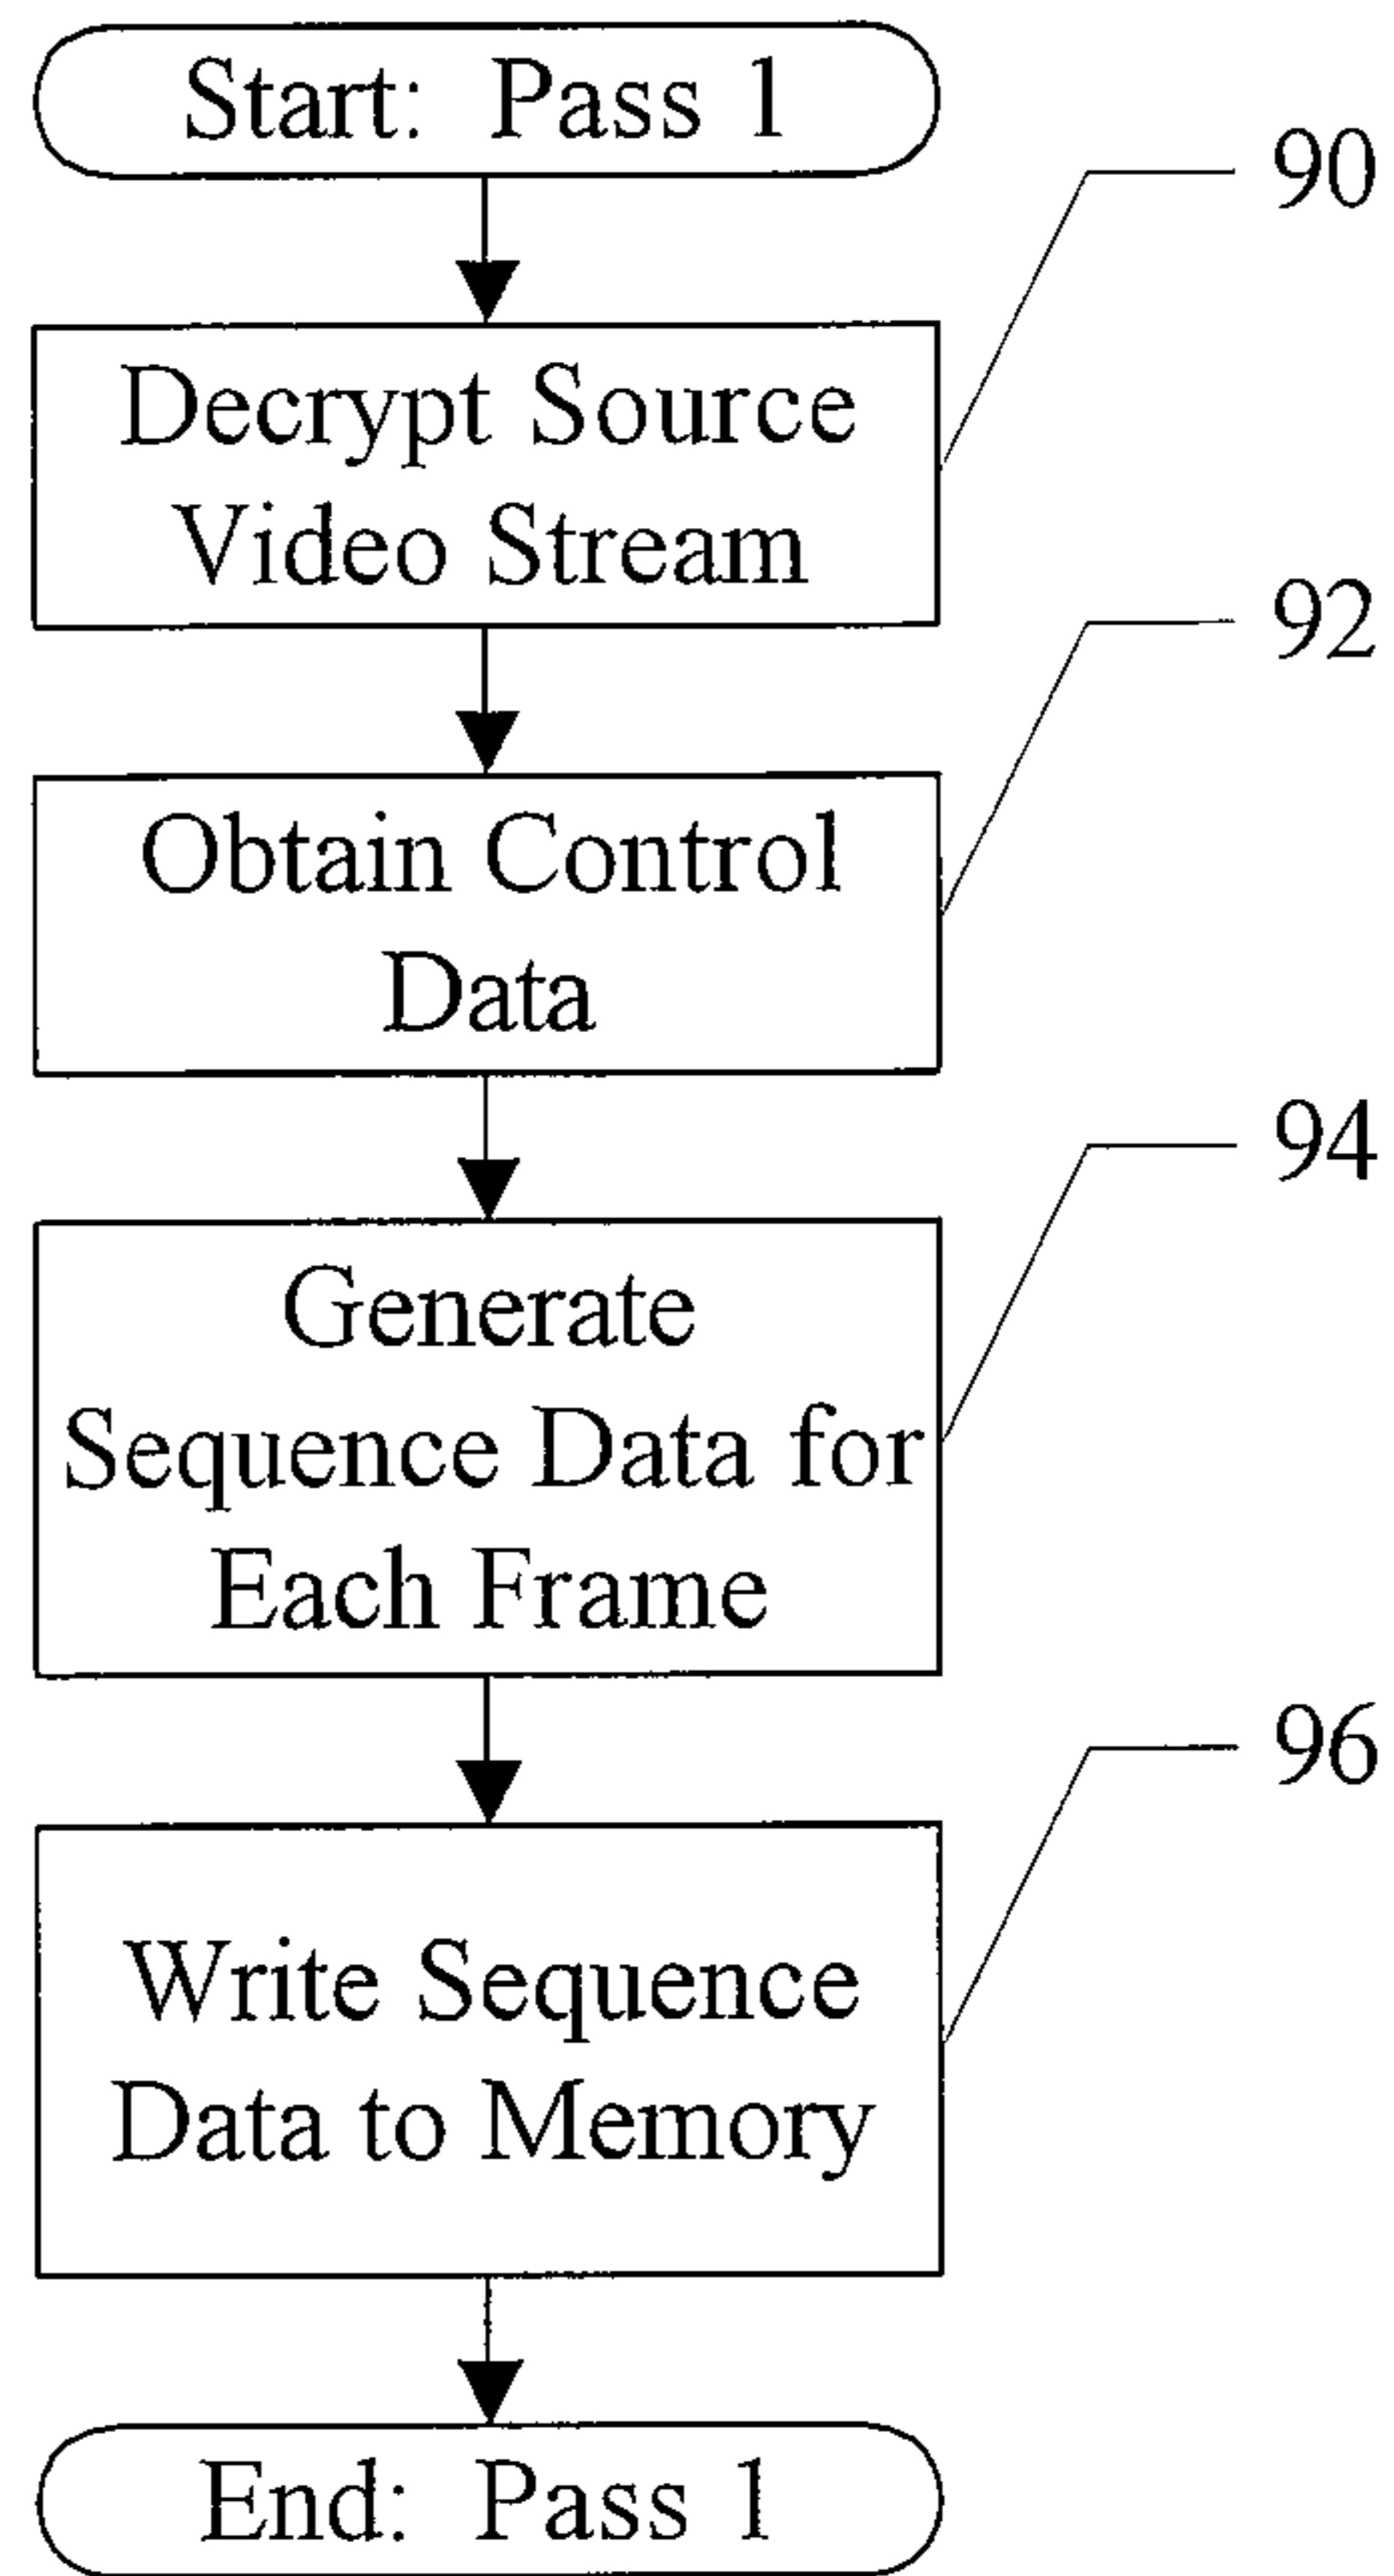 Start: Pass 1
90
Decrypt Source
Video Stream
92
Obtain Control
Data
94
Generate
Sequence Data for
Each Frame
96
Write Sequence
Data to Memory
End: Pass 1